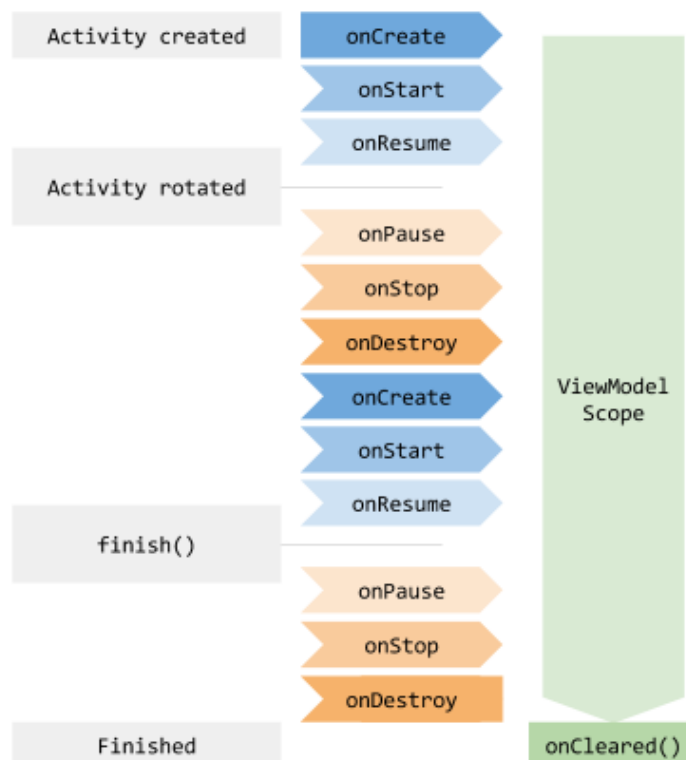 Activity created
onCreate
onStart
onResume
Activity rotated
onPause
onStop
onDestroy
onCreate
onStart
onResume
ViewModel
Scope
finish()
onPause
onStop
onDestroy
Finished
onCleared()